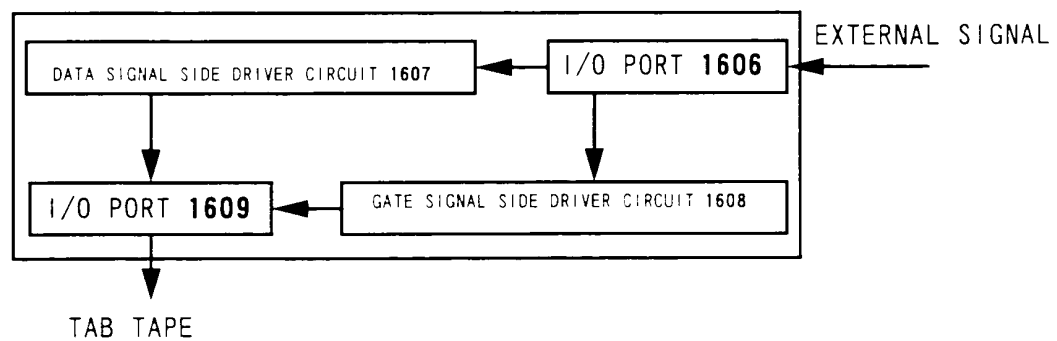 EXTERNAL SIGNAL
DATA SIGNAL SIDE DRIVER CIRCUIT 1607
I/O PORT 1606
I/O PORT 1609
GATE SIGNAL SIDE DRIVER CIRCUIT 1608
TAB TAPE